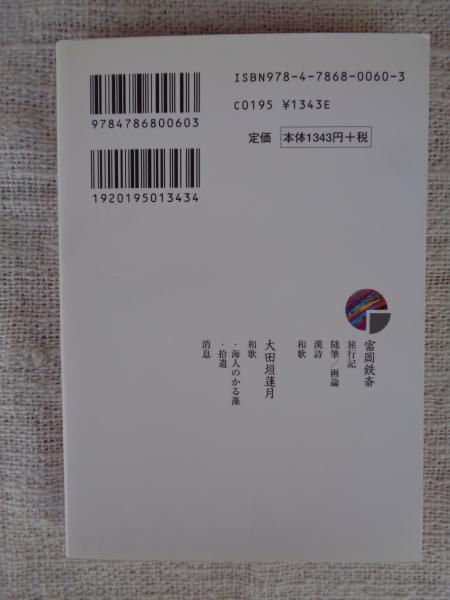 ISBN978-4-7868-0060-3
C0195 ¥1343E
定価 本体1343円+税
9784786800603
1920195013434
富岡鉄斎
旅行記
随筆/画論
漢詩
和歌
大田垣蓮月
和歌
・海人のかる藻
・拾遺
消息